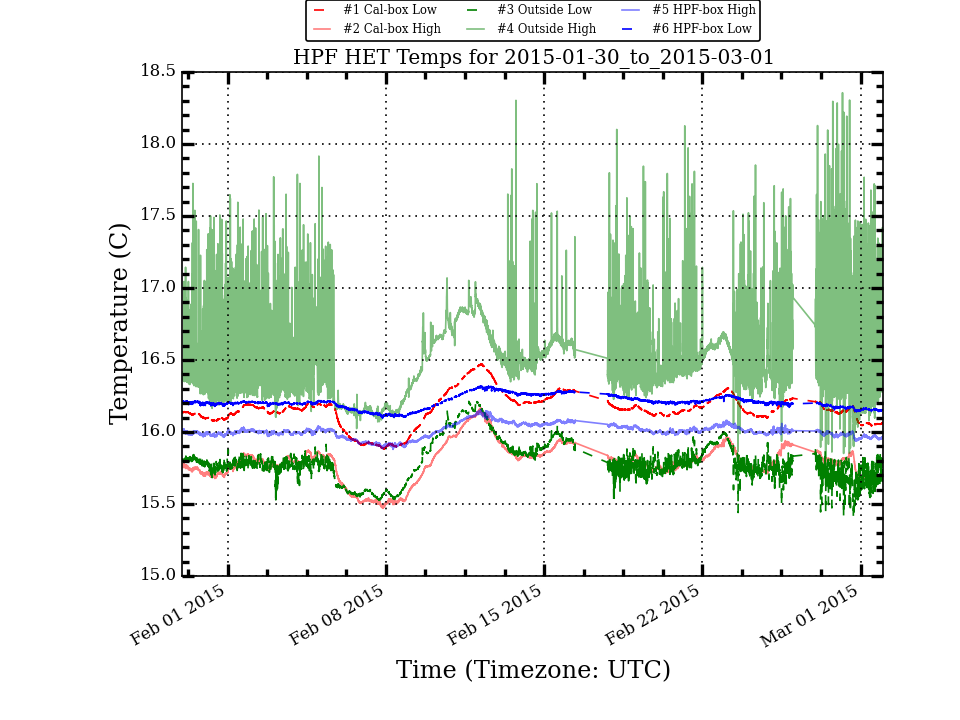 #1 Cal-box Low #3 Outside Low #5 HPF-box High
#2 Cal-box High #4 Outside High #6 HPF-box Low
HPF HET Temps for 2015-01-30_to_2015-03-01
18.5
18.0
17.5
17.0
16.5
16.0
15.5
15.0
Temperature (C)
Feb 01 2015 Feb 08 2015 Feb 15 2015 Feb 22 2015 Mar 01 2015
Time (Timezone: UTC)